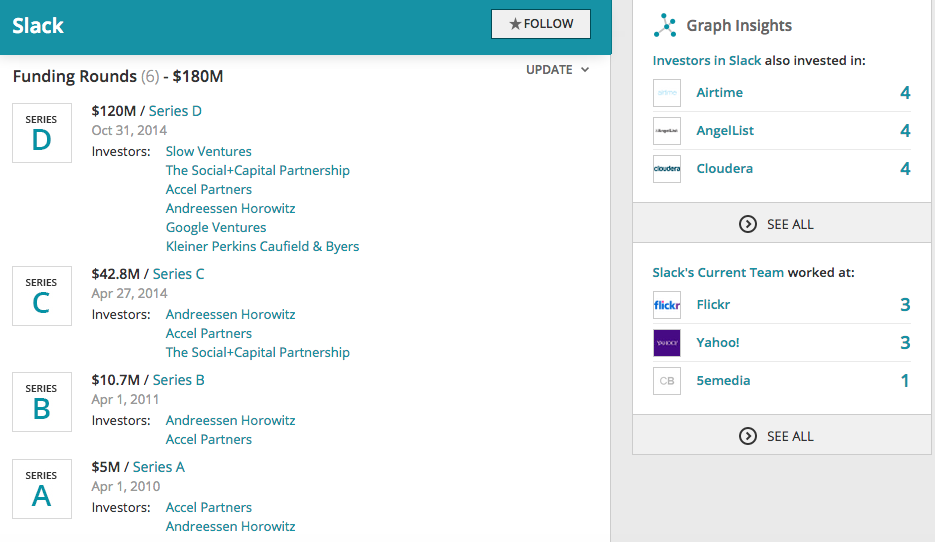 Slack
★ FOLLOW
Funding Rounds (6) - $180M
UPDATE
SERIES
D
$120M / Series D
Oct 31, 2014
Investors: Slow Ventures
The Social+Capital Partnership
Accel Partners
Andreessen Horowitz
Google Ventures
Kleiner Perkins Caufield & Byers
SERIES
C
$42.8M / Series C
Apr 27, 2014
Investors: Andreessen Horowitz
Accel Partners
The Social+Capital Partnership
SERIES
B
$10.7M / Series B
Apr 1, 2011
Investors: Andreessen Horowitz
Accel Partners
SERIES
A
$5M / Series A
Apr 1, 2010
Investors: Accel Partners
Andreessen Horowitz
Graph Insights
Investors in Slack also invested in:
airtime Airtime 4
AngelList AngelList 4
cloudera Cloudera 4
SEE ALL
Slack's Current Team worked at:
flickr Flickr 3
YAHOO! Yahoo! 3
CB 5emedia 1
SEE ALL